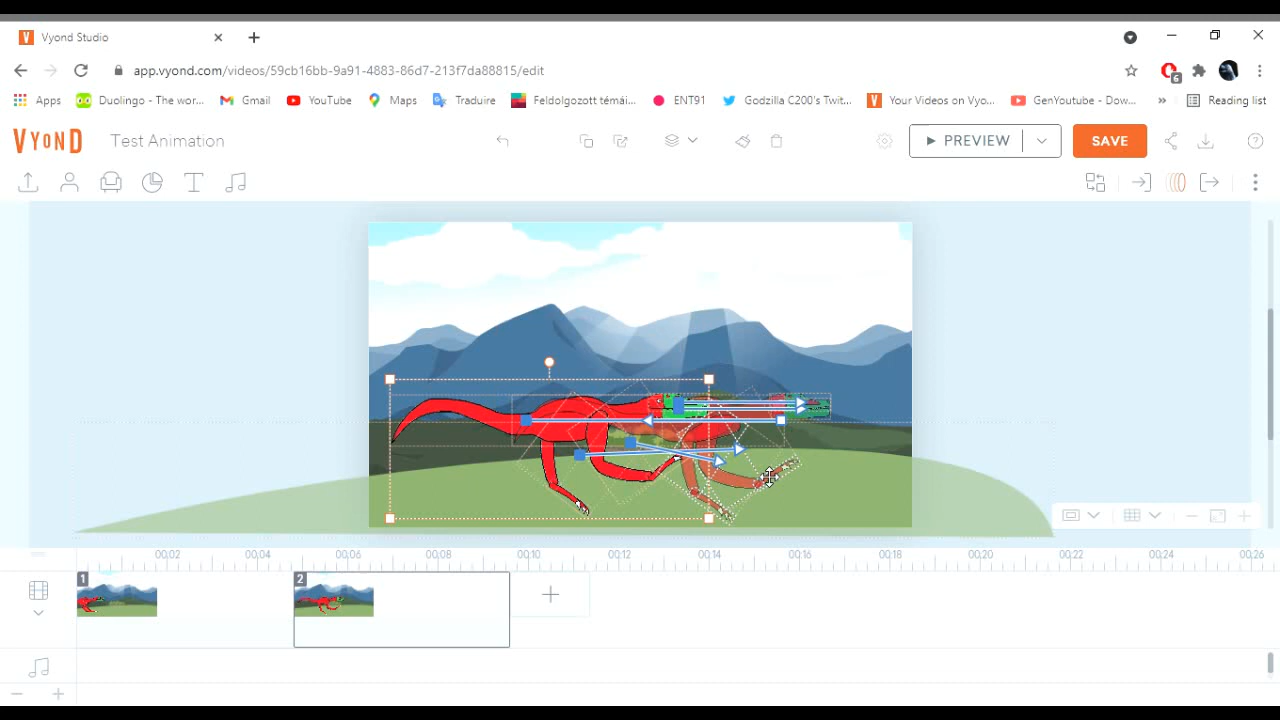 Vyond Studio
app.vyond.com/videos/59cb16bb-9a91-4883-86d7-213f7da88815/edit
6
Apps Duolingo - The wor... Gmail YouTube Maps Traduire Feldolgozott témái... ENT91 Godzilla C200's Twit... Your Videos on Vyo... GenYoutube - Dow... » Reading list
VYOND Test Animation PREVIEW SAVE
00:02 00:04 00:06 00:08 00:10 00:12 00:14 00:16 00:18 00:20 00:22 00:24 00:26
1 2